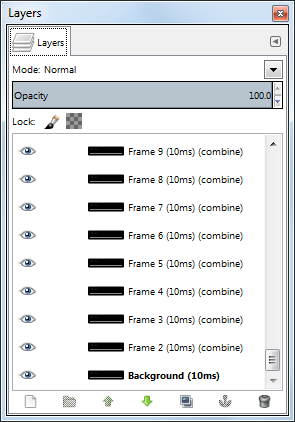 Layers
Layers
Mode: Normal
Opacity 100.0
Lock:
Frame 9 (10ms) (combine)
Frame 8 (10ms) (combine)
Frame 7 (10ms) (combine)
Frame 6 (10ms) (combine)
Frame 5 (10ms) (combine)
Frame 4 (10ms) (combine)
Frame 3 (10ms) (combine)
Frame 2 (10ms) (combine)
Background (10ms)